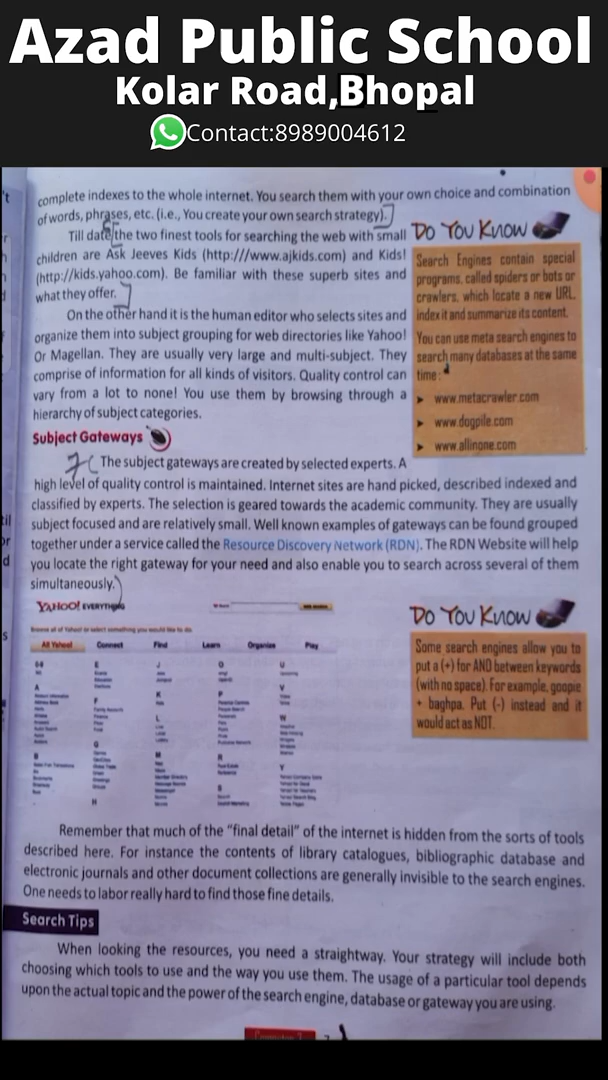 Azad Public School
Kolar Road,Bhopal
Contact:8989004612
complete indexes to the whole internet. You search them with your own choice and combination
of words, phrases, etc. (i.e., You create your own search strategy).
Till date the two finest tools for searching the web with small
children are Ask Jeeves Kids (http:///www.ajkids.com) and Kids!
(http://kids.yahoo.com). Be familiar with these superb sites and
what they offer.
On the other hand it is the human editor who selects sites and
organize them into subject grouping for web directories like Yahoo!
Or Magellan. They are usually very large and multi-subject. They
comprise of information for all kinds of visitors. Quality control can
vary from a lot to none! You use them by browsing through a
hierarchy of subject categories.
DO YOU KNOW
Search Engines contain special
programs, called spiders or bots or
crawlers, which locate a new URL,
index it and summarize its content.
You can use meta search engines to
search many databases at the same
time:
➤ www.metacrawler.com
➤ www.dogpile.com
➤ www.allinone.com
Subject Gateways
The subject gateways are created by selected experts. A
high level of quality control is maintained. Internet sites are hand picked, described indexed and
classified by experts. The selection is geared towards the academic community. They are usually
subject focused and are relatively small. Well known examples of gateways can be found grouped
together under a service called the Resource Discovery Network (RDN). The RDN Website will help
you locate the right gateway for your need and also enable you to search across several of them
simultaneously.
YAHOO! EVERYTHING
Browse all of Yahoo! or select something you would like to do.
All Yahoo! Connect Find Learn Organize Play
DO YOU KNOW
Some search engines allow you to
put a (+) for AND between keywords
(with no space). For example, goopie
+ baghpa. Put (-) instead and it
would act as NOT.
Remember that much of the "final detail" of the internet is hidden from the sorts of tools
described here. For instance the contents of library catalogues, bibliographic database and
electronic journals and other document collections are generally invisible to the search engines.
One needs to labor really hard to find those fine details.
Search Tips
When looking the resources, you need a straightway. Your strategy will include both
choosing which tools to use and the way you use them. The usage of a particular tool depends
upon the actual topic and the power of the search engine, database or gateway you are using.